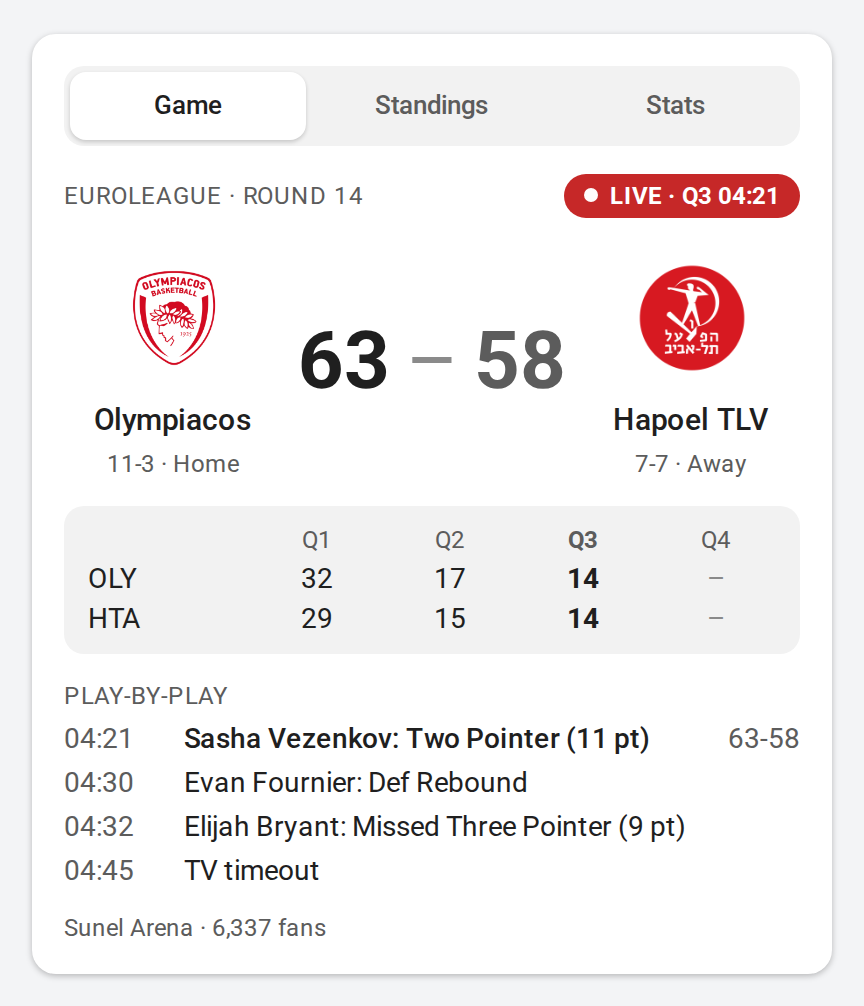 Game Standings Stats
EUROLEAGUE · ROUND 14
LIVE · Q3 04:21
OLYMPIACOS
BASKETBALL
1925
הפועל
תל-אביב
63 – 58
Olympiacos
Hapoel TLV
11-3 · Home
7-7 · Away
Q1 Q2 Q3 Q4
OLY 32 17 14 –
HTA 29 15 14 –
PLAY-BY-PLAY
04:21 Sasha Vezenkov: Two Pointer (11 pt) 63-58
04:30 Evan Fournier: Def Rebound
04:32 Elijah Bryant: Missed Three Pointer (9 pt)
04:45 TV timeout
Sunel Arena · 6,337 fans